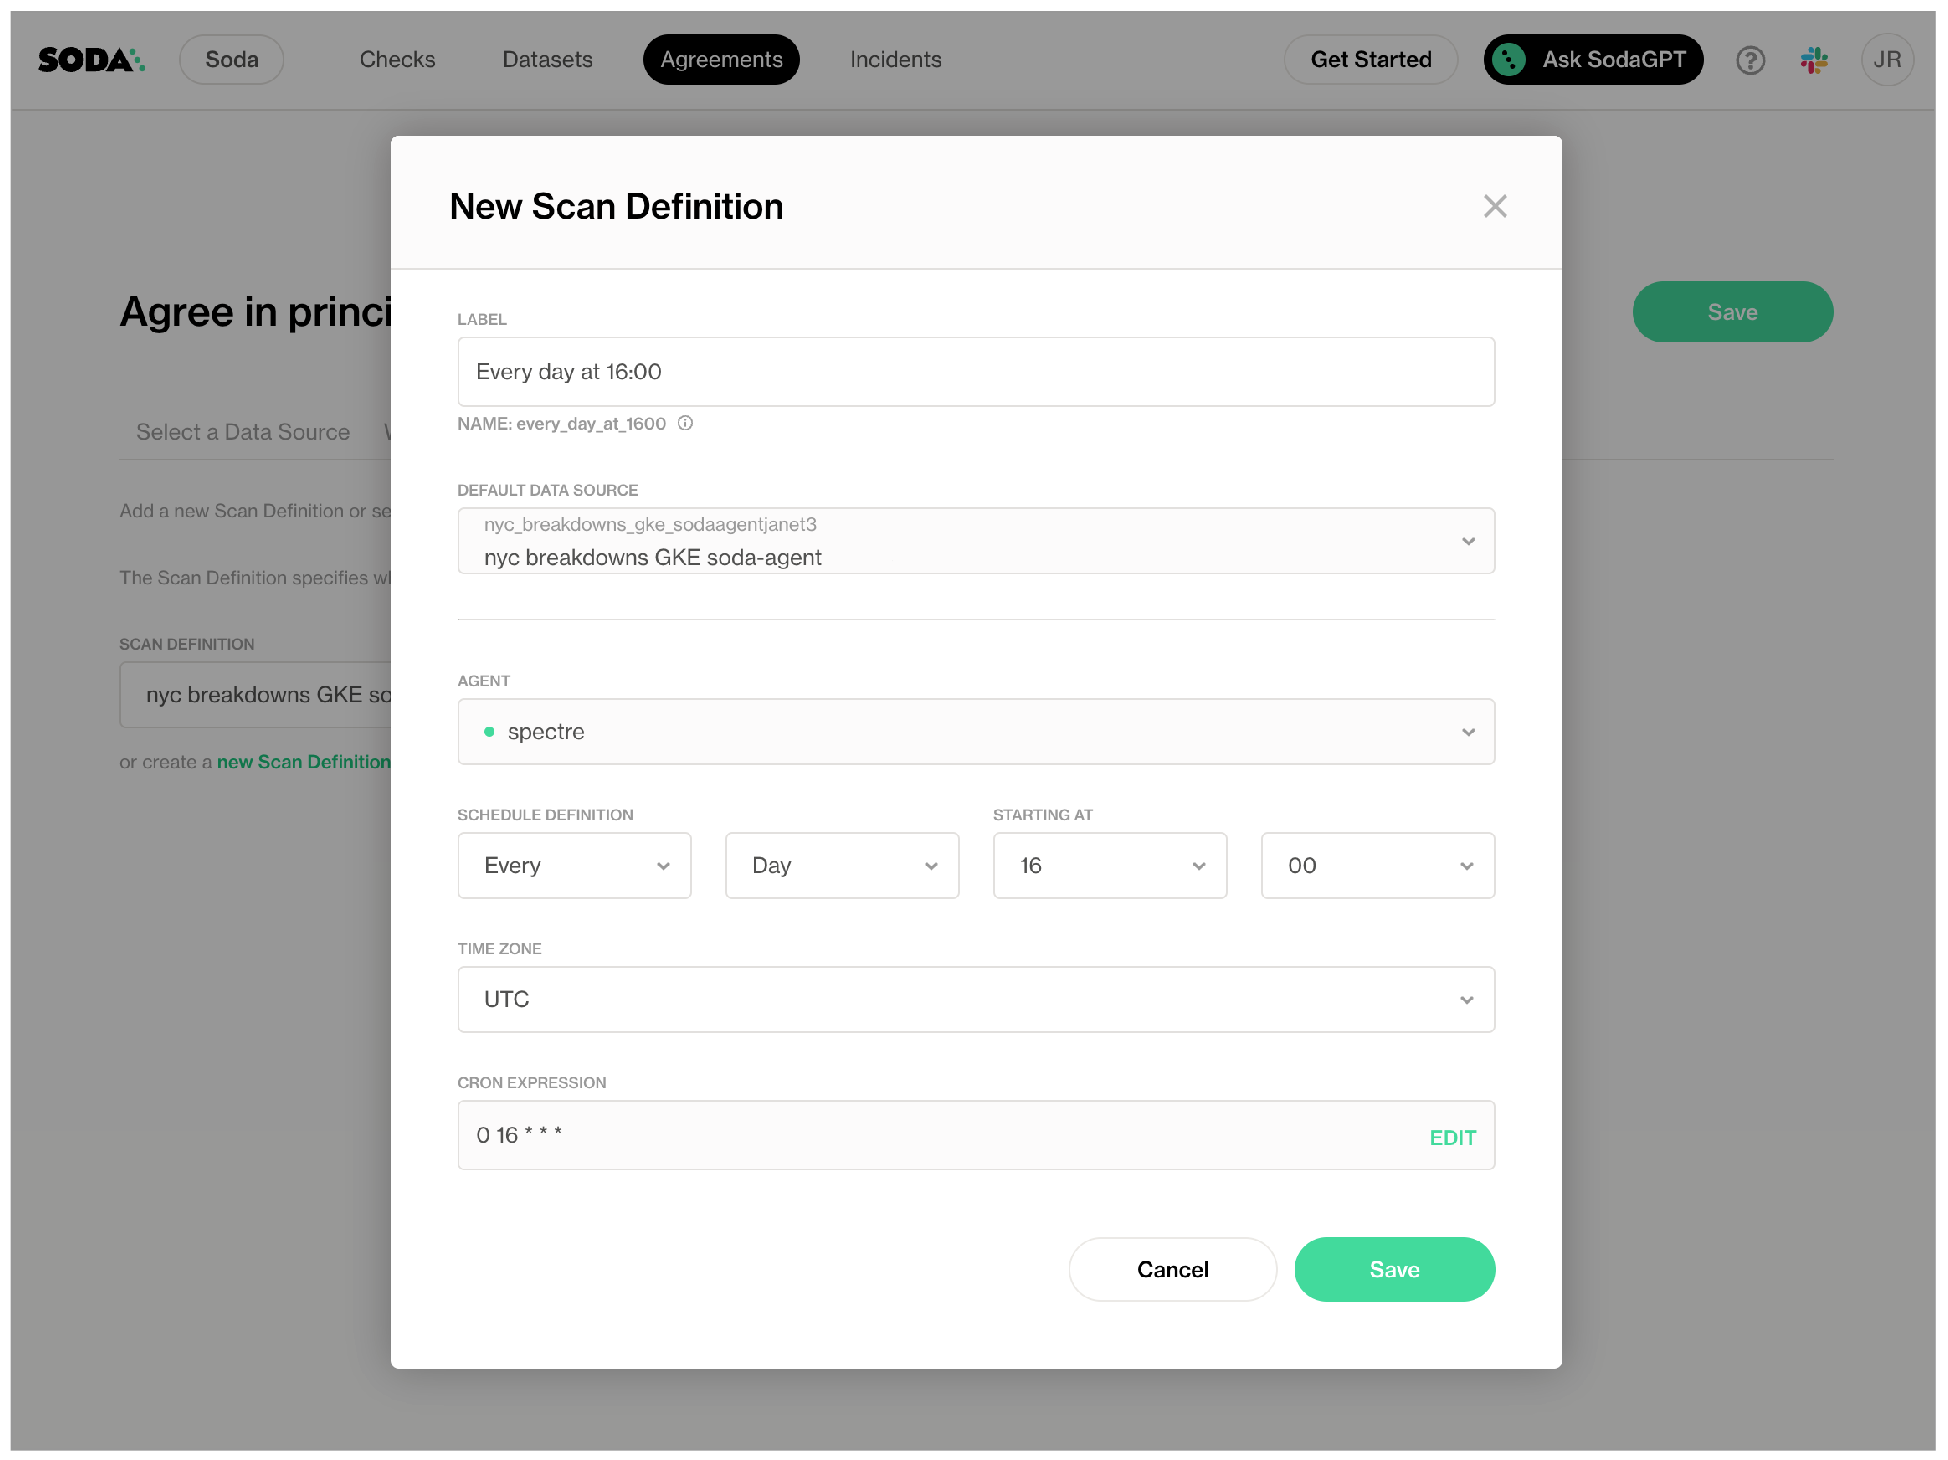 SODA
Soda
Checks
Datasets
Agreements
Incidents
Get Started
Ask SodaGPT
?
JR
New Scan Definition
Agree in princi
Save
LABEL
Every day at 16:00
NAME: every_day_at_1600
Select a Data Source
DEFAULT DATA SOURCE
nyc_breakdowns_gke_sodaagentjanet3
nyc breakdowns GKE soda-agent
Add a new Scan Definition or se
The Scan Definition specifies wh
SCAN DEFINITION
nyc breakdowns GKE so
or create a new Scan Definition
AGENT
spectre
SCHEDULE DEFINITION
STARTING AT
Every
Day
16
00
TIME ZONE
UTC
CRON EXPRESSION
0 16 * * *
EDIT
Cancel
Save